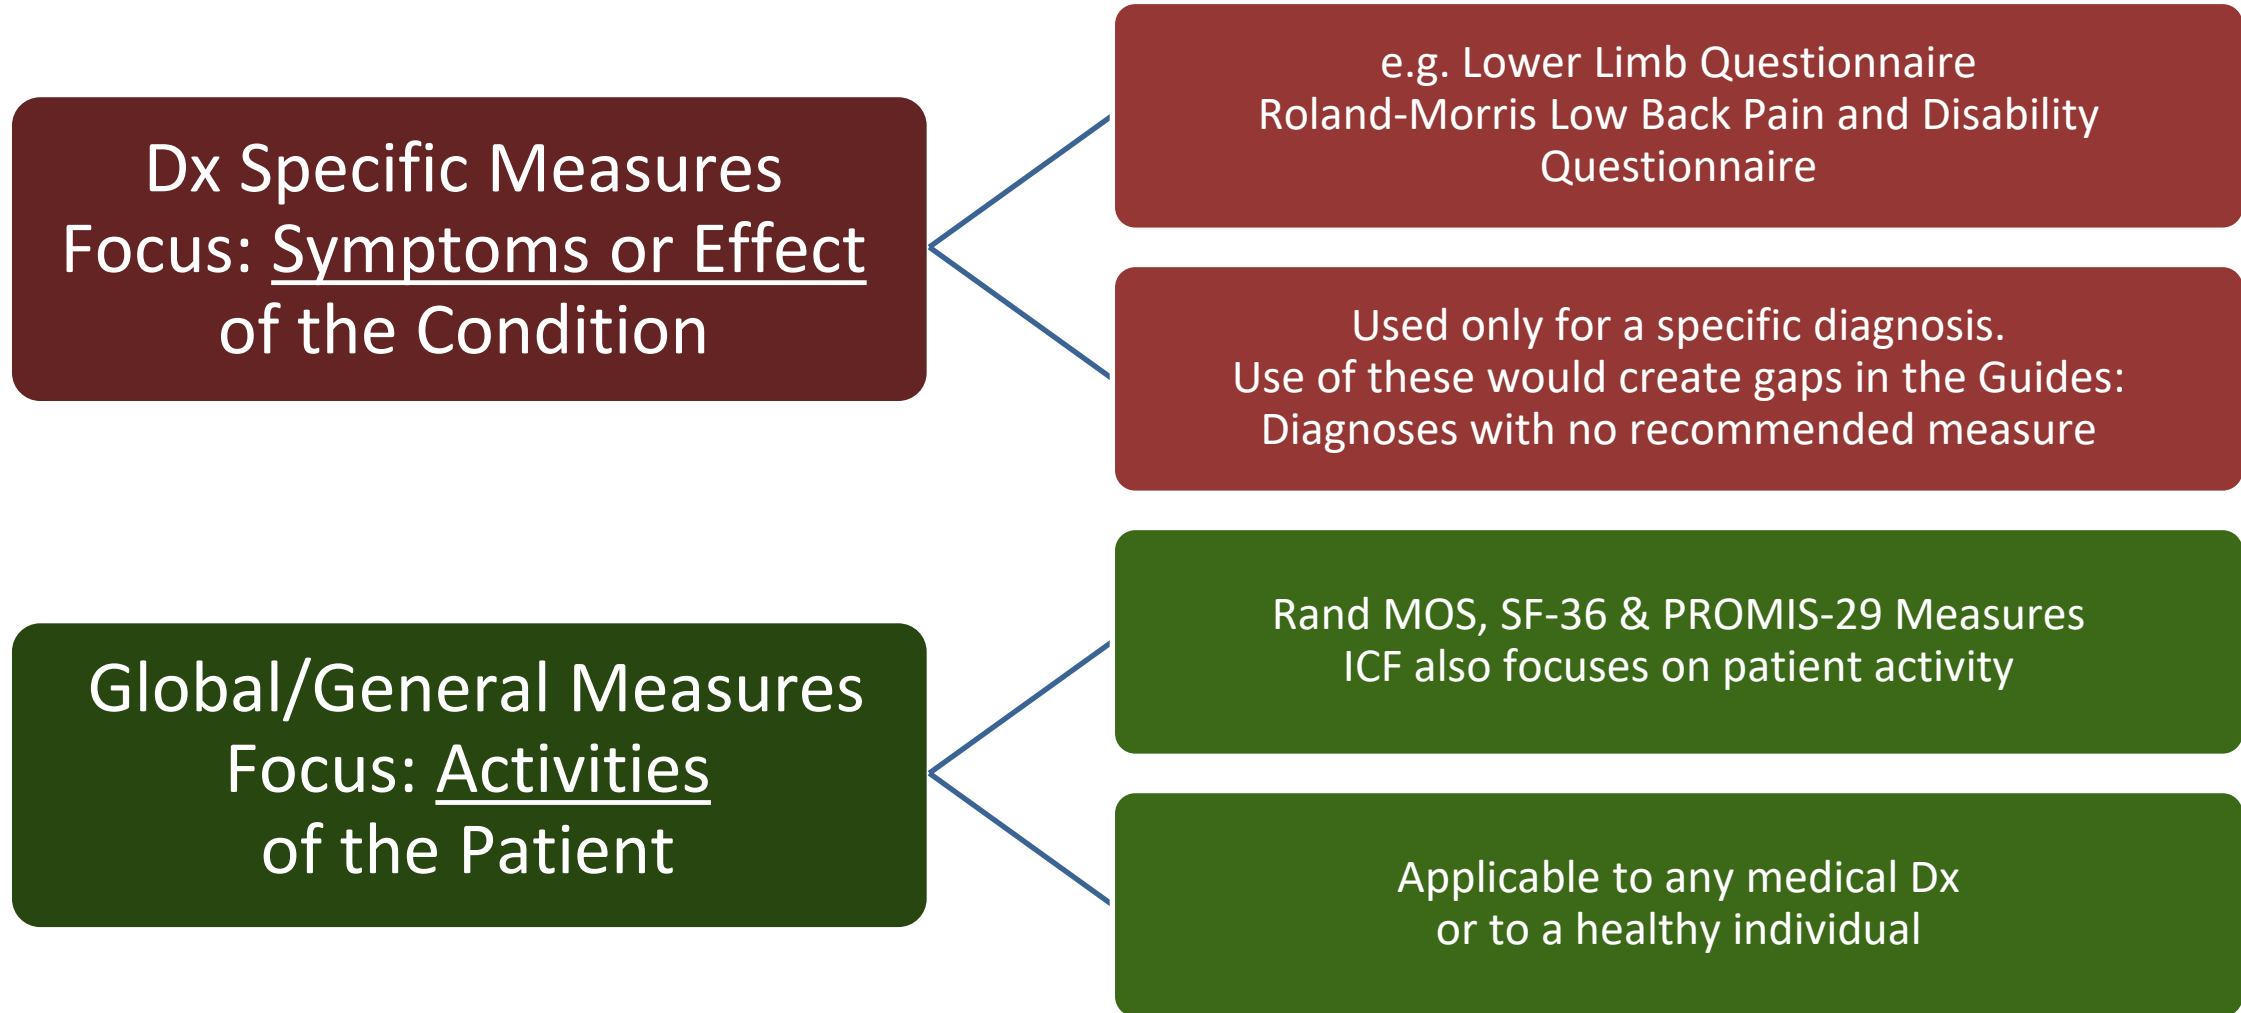 Dx Specific Measures
Focus: Symptoms or Effect
of the Condition
e.g. Lower Limb Questionnaire
Roland-Morris Low Back Pain and Disability
Questionnaire
Used only for a specific diagnosis.
Use of these would create gaps in the Guides:
Diagnoses with no recommended measure
Global/General Measures
Focus: Activities
of the Patient
Rand MOS, SF-36 & PROMIS-29 Measures
ICF also focuses on patient activity
Applicable to any medical Dx
or to a healthy individual